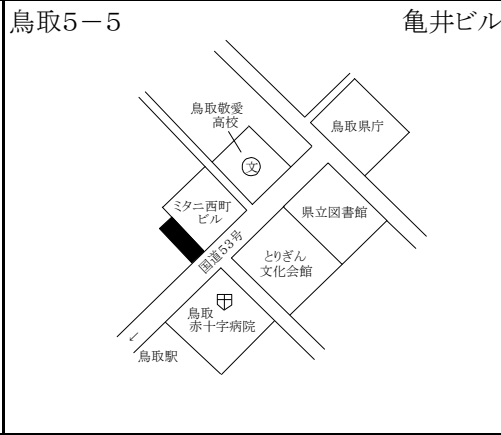 鳥取5-5
亀井ビル
鳥取敬愛
高校
文
鳥取県庁
ミタニ西町
ビル
県立図書館
国道53号
とりぎん
文化会館
鳥取
赤十字病院
←
鳥取駅